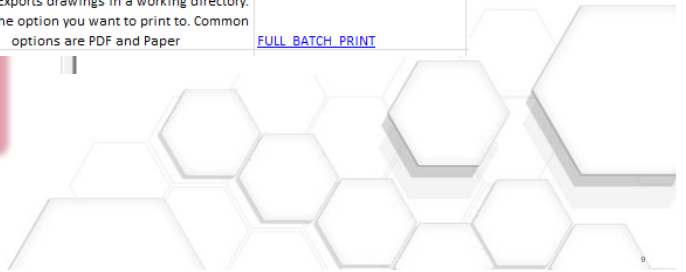 Exports drawings in a working directory.
he option you want to print to. Common
options are PDF and Paper
FULL_BATCH_PRINT
9